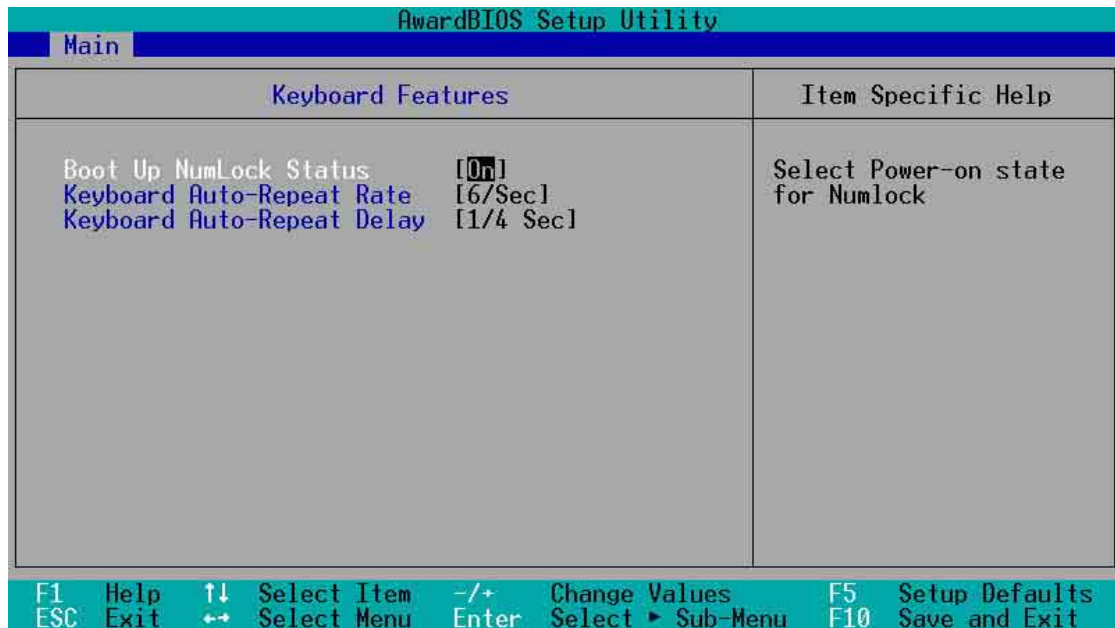 AwardBIOS Setup Utility
Main
Keyboard Features
Item Specific Help
Boot Up NumLock Status [On]
Keyboard Auto-Repeat Rate [6/Sec]
Keyboard Auto-Repeat Delay [1/4 Sec]
Select Power-on state
for Numlock
F1 Help ↑↓ Select Item -/+ Change Values F5 Setup Defaults
ESC Exit ←→ Select Menu Enter Select ► Sub-Menu F10 Save and Exit